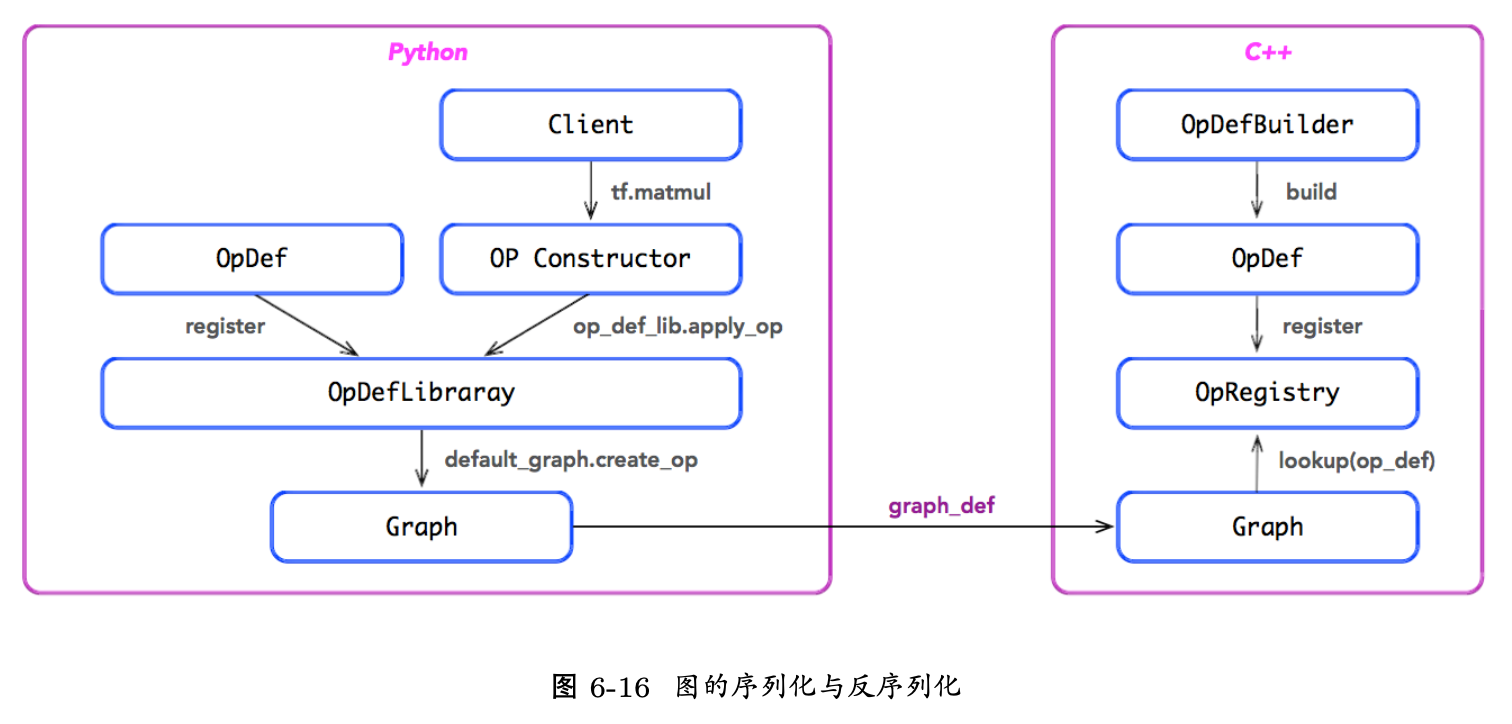 Python
Client
tf.matmul
OpDef
OP Constructor
register
op_def_lib.apply_op
OpDefLibraray
default_graph.create_op
Graph
graph_def
C++
OpDefBuilder
build
OpDef
register
OpRegistry
lookup(op_def)
Graph
图 6-16 图的序列化与反序列化